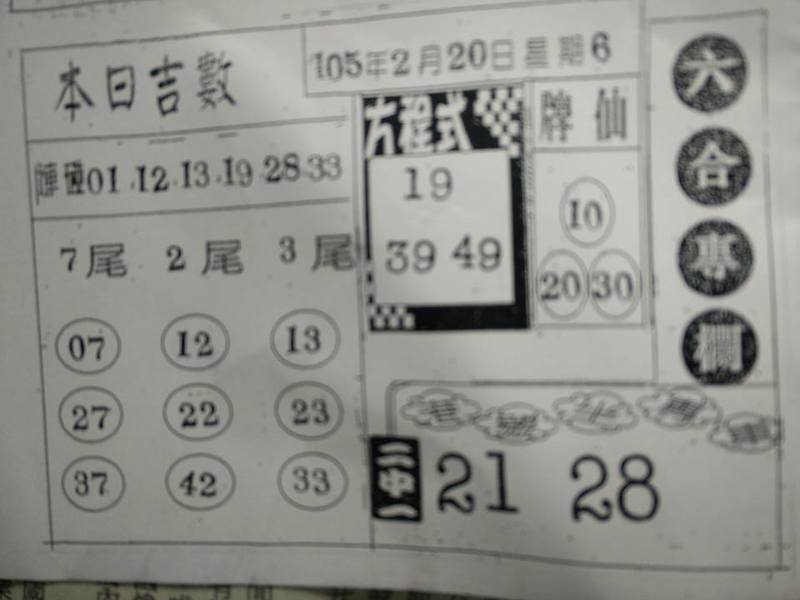 105年2月20日星期6
本日吉數
陣碰01.12.13.19.28.33
7尾 2尾 3尾
07 12 13
27 22 23
37 42 33
方程式
19
39 49
牌仙
10
20 30
六合專欄
二中一
21 28